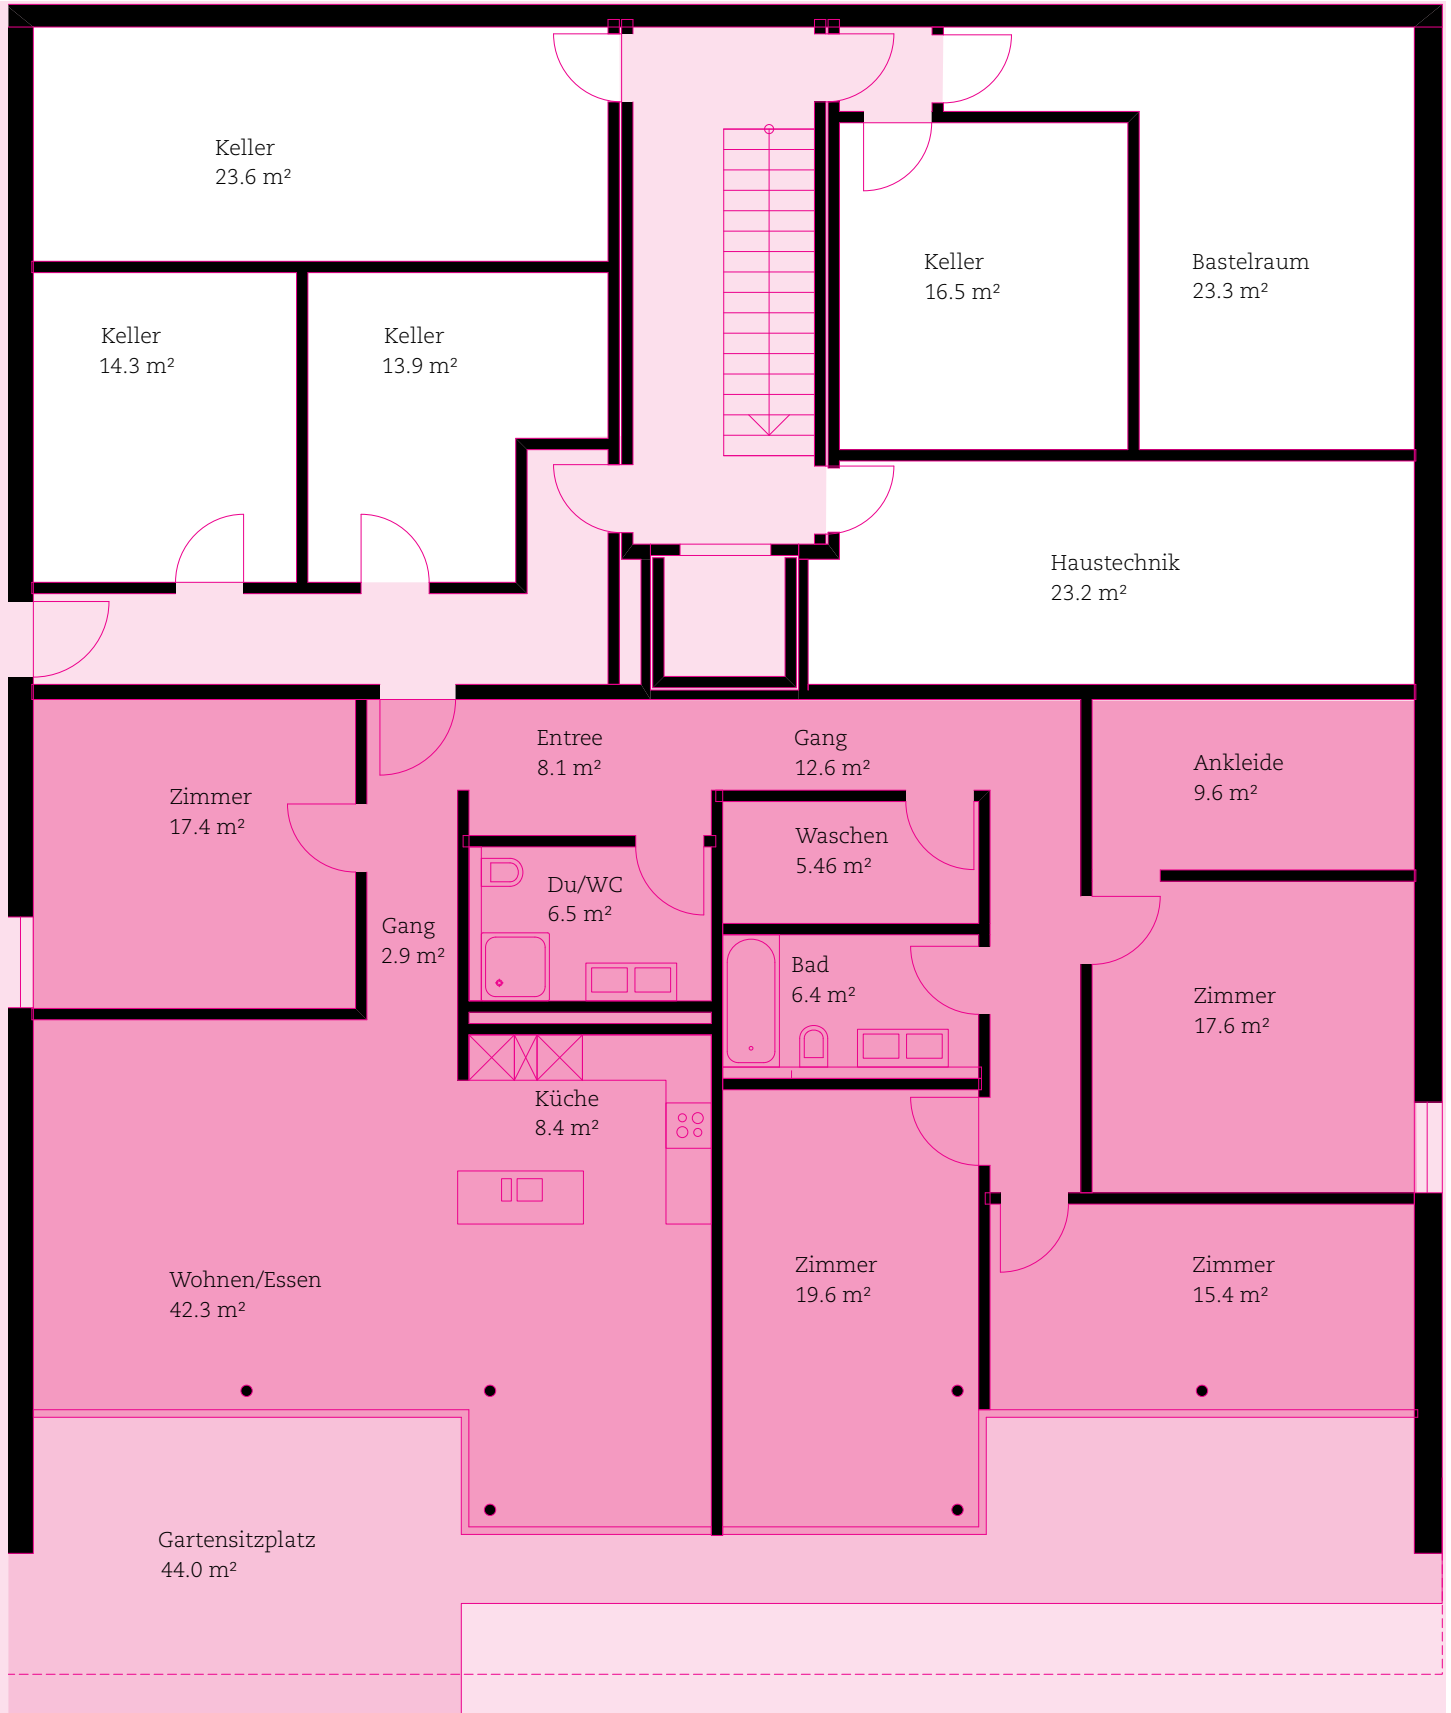 Keller
23.6 m²
Keller
16.5 m²
Bastelraum
23.3 m²
Keller
14.3 m²
Keller
13.9 m²
Haustechnik
23.2 m²
Entree
8.1 m²
Gang
12.6 m²
Ankleide
9.6 m²
Zimmer
17.4 m²
Waschen
5.46 m²
Du/WC
6.5 m²
Gang
2.9 m²
Bad
6.4 m²
Zimmer
17.6 m²
Küche
8.4 m²
Wohnen/Essen
42.3 m²
Zimmer
19.6 m²
Zimmer
15.4 m²
Gartensitzplatz
44.0 m²